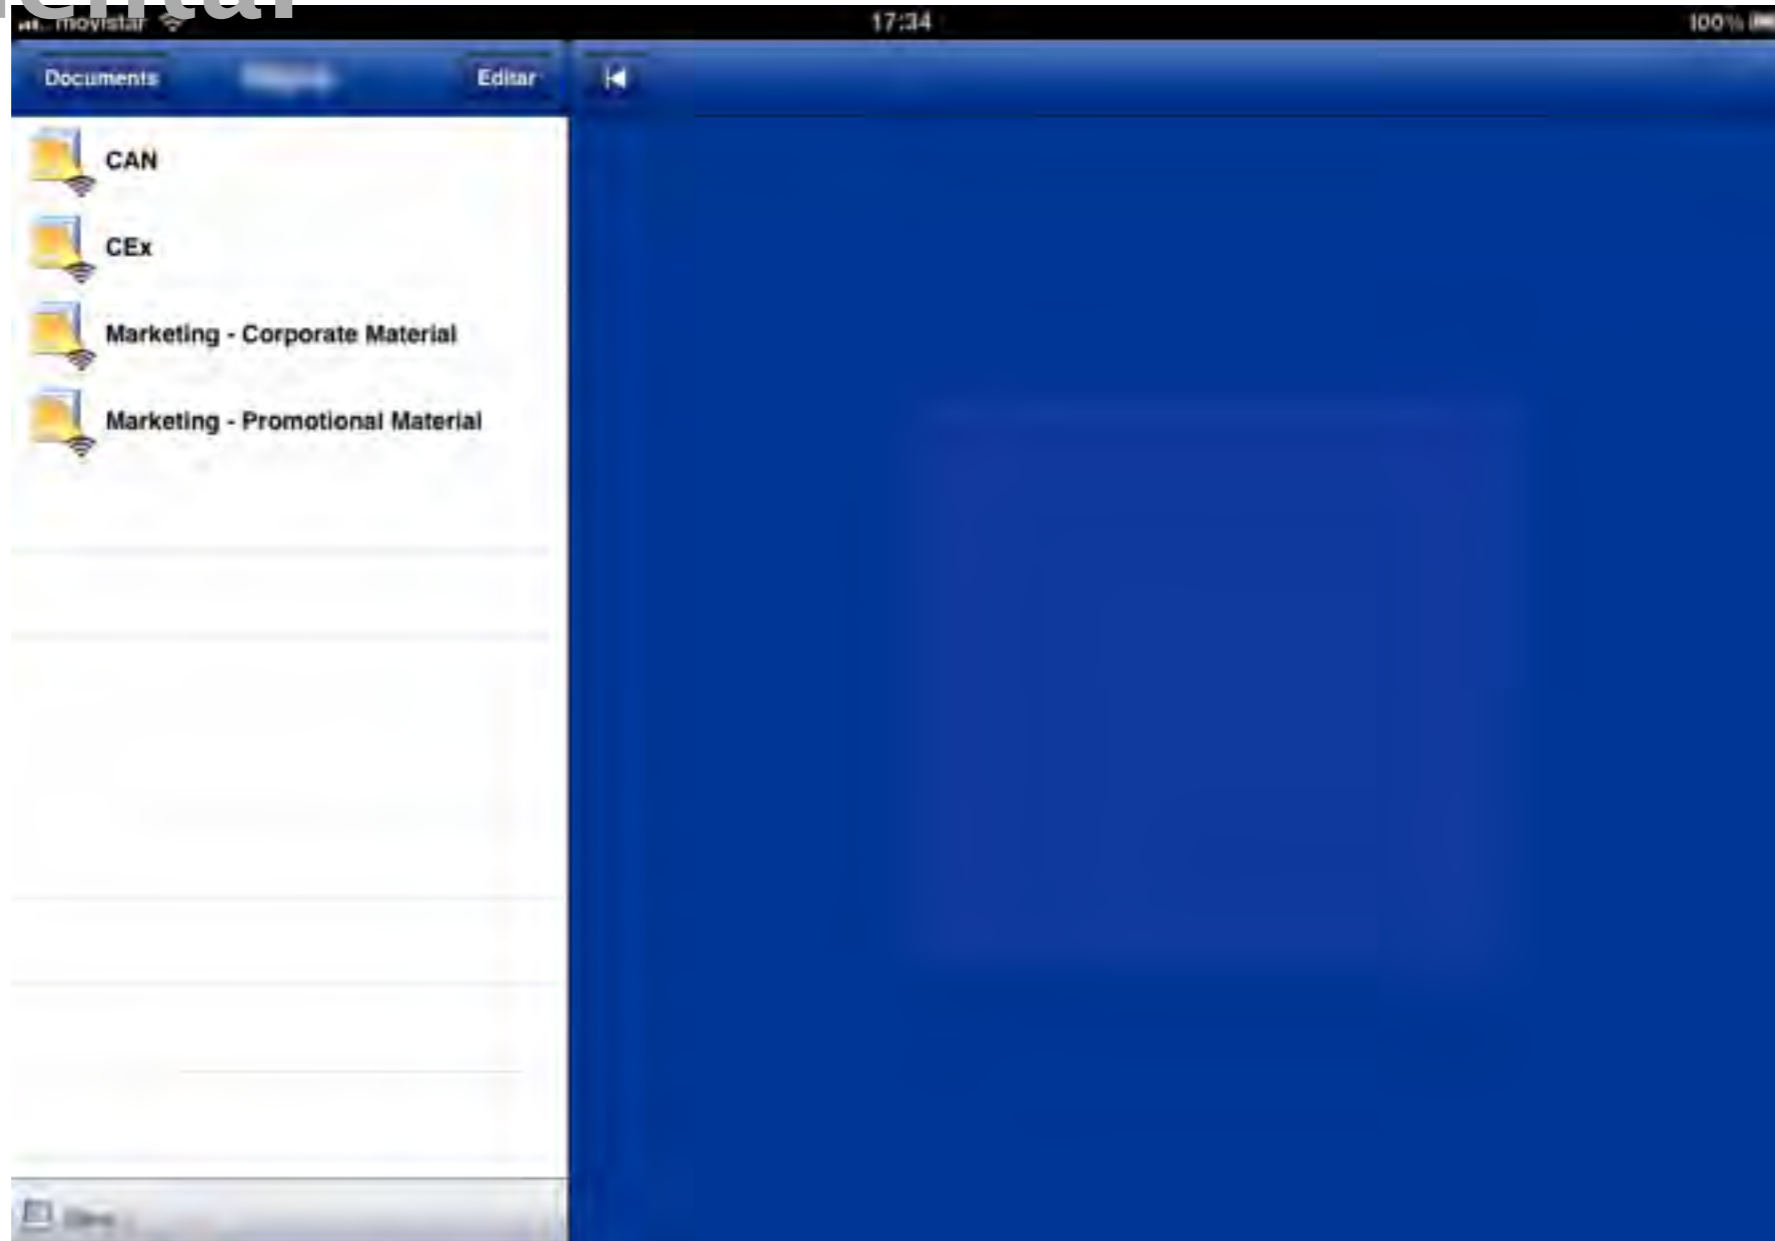 movistar 17:34 100%
Documents Editar
CAN
CEx
Marketing - Corporate Material
Marketing - Promotional Material